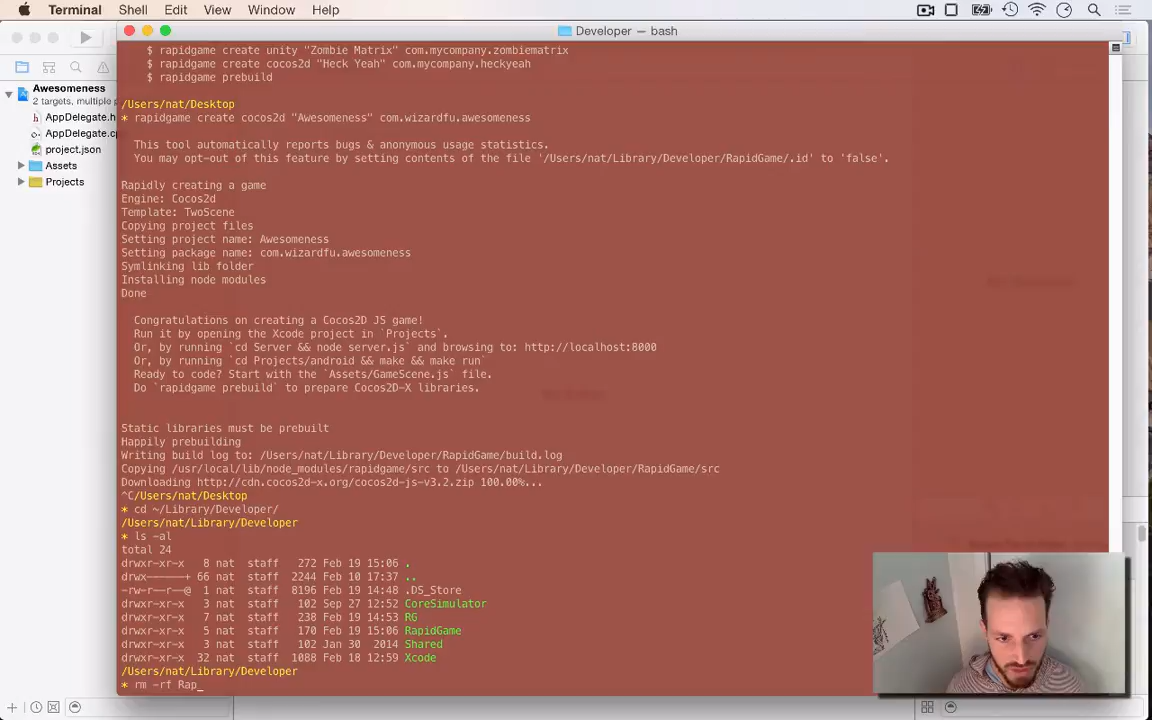 Terminal Shell Edit View Window Help
Developer — bash
Awesomeness
2 targets, multiple p
AppDelegate.h
AppDelegate.cp
project.json
Assets
Projects
$ rapidgame create unity "Zombie Matrix" com.mycompany.zombiematrix
$ rapidgame create cocos2d "Heck Yeah" com.mycompany.heckyeah
$ rapidgame prebuild
/Users/nat/Desktop
* rapidgame create cocos2d "Awesomeness" com.wizardfu.awesomeness
This tool automatically reports bugs & anonymous usage statistics.
You may opt-out of this feature by setting contents of the file '/Users/nat/Library/Developer/RapidGame/.id' to 'false'.
Rapidly creating a game
Engine: Cocos2d
Template: TwoScene
Copying project files
Setting project name: Awesomeness
Setting package name: com.wizardfu.awesomeness
Symlinking lib folder
Installing node modules
Done
Congratulations on creating a Cocos2D JS game!
Run it by opening the Xcode project in `Projects`.
Or, by running `cd Server && node server.js` and browsing to: http://localhost:8000
Or, by running `cd Projects/android && make && make run`
Ready to code? Start with the `Assets/GameScene.js` file.
Do `rapidgame prebuild` to prepare Cocos2D-X libraries.
Static libraries must be prebuilt
Happily prebuilding
Writing build log to: /Users/nat/Library/Developer/RapidGame/build.log
Copying /usr/local/lib/node_modules/rapidgame/src to /Users/nat/Library/Developer/RapidGame/src
Downloading http://cdn.cocos2d-x.org/cocos2d-js-v3.2.zip 100.00%...
^C/Users/nat/Desktop
* cd ~/Library/Developer/
/Users/nat/Library/Developer
* ls -al
total 24
drwxr-xr-x 8 nat staff 272 Feb 19 15:06 .
drwx------+ 66 nat staff 2244 Feb 10 17:37 ..
-rw-r--r--@ 1 nat staff 8196 Feb 19 14:48 .DS_Store
drwxr-xr-x 3 nat staff 102 Sep 27 12:52 CoreSimulator
drwxr-xr-x 7 nat staff 238 Feb 19 14:53 RG
drwxr-xr-x 5 nat staff 170 Feb 19 15:06 RapidGame
drwxr-xr-x 3 nat staff 102 Jan 30 2014 Shared
drwxr-xr-x 32 nat staff 1088 Feb 18 12:59 Xcode
/Users/nat/Library/Developer
* rm -rf Rap_